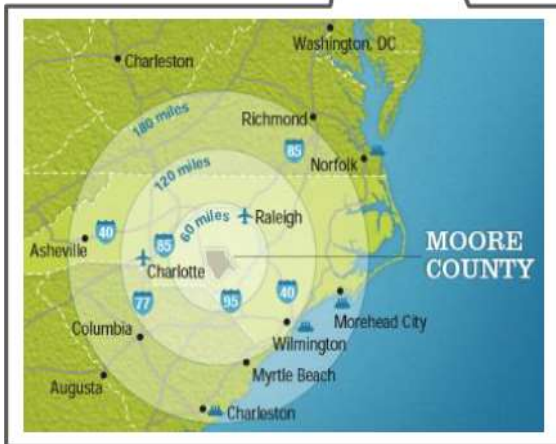 Washington, DC
Charleston
180 miles
Richmond
85
120 miles
Norfolk
60 miles
Raleigh
40
85
Asheville
Charlotte
MOORE
COUNTY
77
95
40
Columbia
Morehead City
Wilmington
Myrtle Beach
Augusta
Charleston